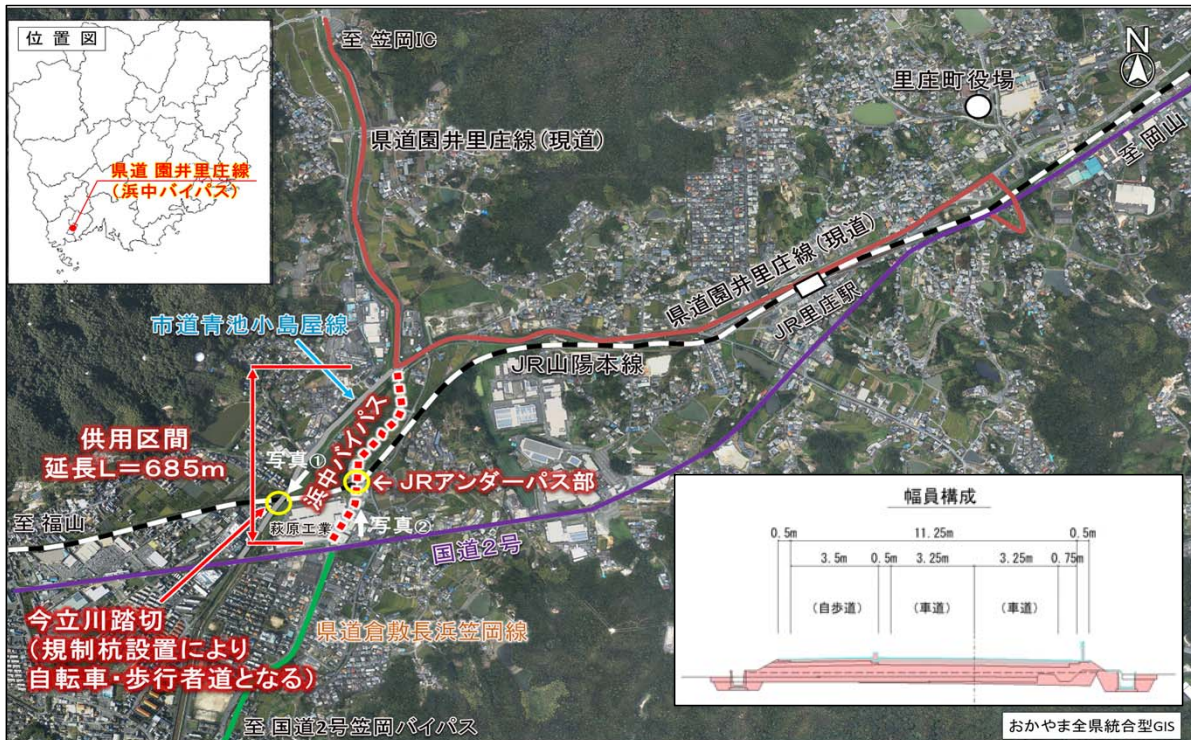 位置図
県道 園井里庄線
(浜中バイパス)
至 笠岡IC
県道園井里庄線(現道)
N
里庄町役場
至 岡山
県道園井里庄線(現道)
JR里庄駅
JR山陽本線
市道青池小島屋線
浜中バイパス
供用区間
延長L=685m
写真①
←JRアンダーパス部
至 福山
萩原工業
写真②
国道2号
今立川踏切
(規制杭設置により
自転車・歩行者道となる)
県道倉敷長浜笠岡線
至 国道2号笠岡バイパス
幅員構成
0.5m 11.25m 0.5m
3.5m 0.5m 3.25m 3.25m 0.75m
(自歩道) (車道) (車道)
おかやま全県統合型GIS